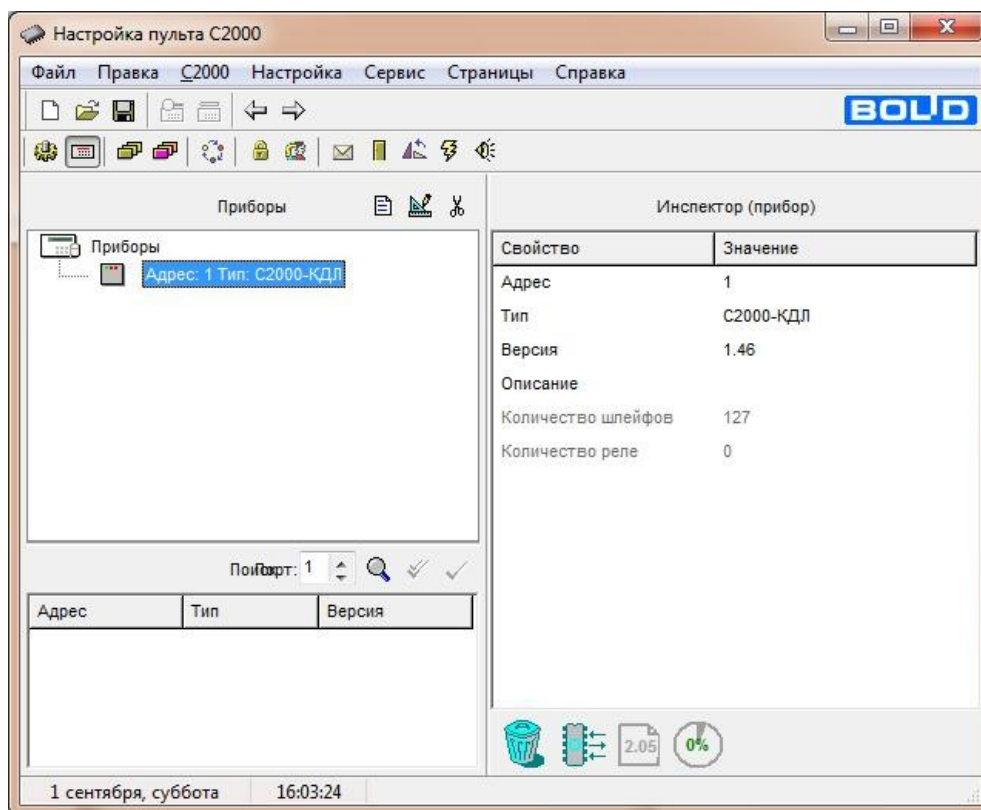 Настройка пульта С2000
Файл Правка С2000 Настройка Сервис Страницы Справка
BOLID
Приборы
Инспектор (прибор)
Приборы
Адрес: 1 Тип: С2000-КДЛ
Свойство Значение
Адрес 1
Тип С2000-КДЛ
Версия 1.46
Описание
Количество шлейфов 127
Количество реле 0
Порт: 1
Адрес Тип Версия
2.05 0%
1 сентября, суббота 16:03:24